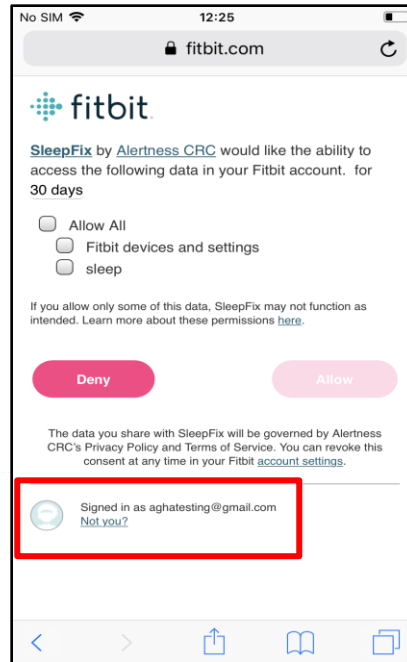 No SIM 12:25
fitbit.com
fitbit
SleepFix by Alertness CRC would like the ability to
access the following data in your Fitbit account. for
30 days
Allow All
Fitbit devices and settings
sleep
If you allow only some of this data, SleepFix may not function as
intended. Learn more about these permissions here.
Deny Allow
The data you share with SleepFix will be governed by Alertness
CRC's Privacy Policy and Terms of Service. You can revoke this
consent at any time in your Fitbit account settings.
Signed in as aghatesting@gmail.com
Not you?